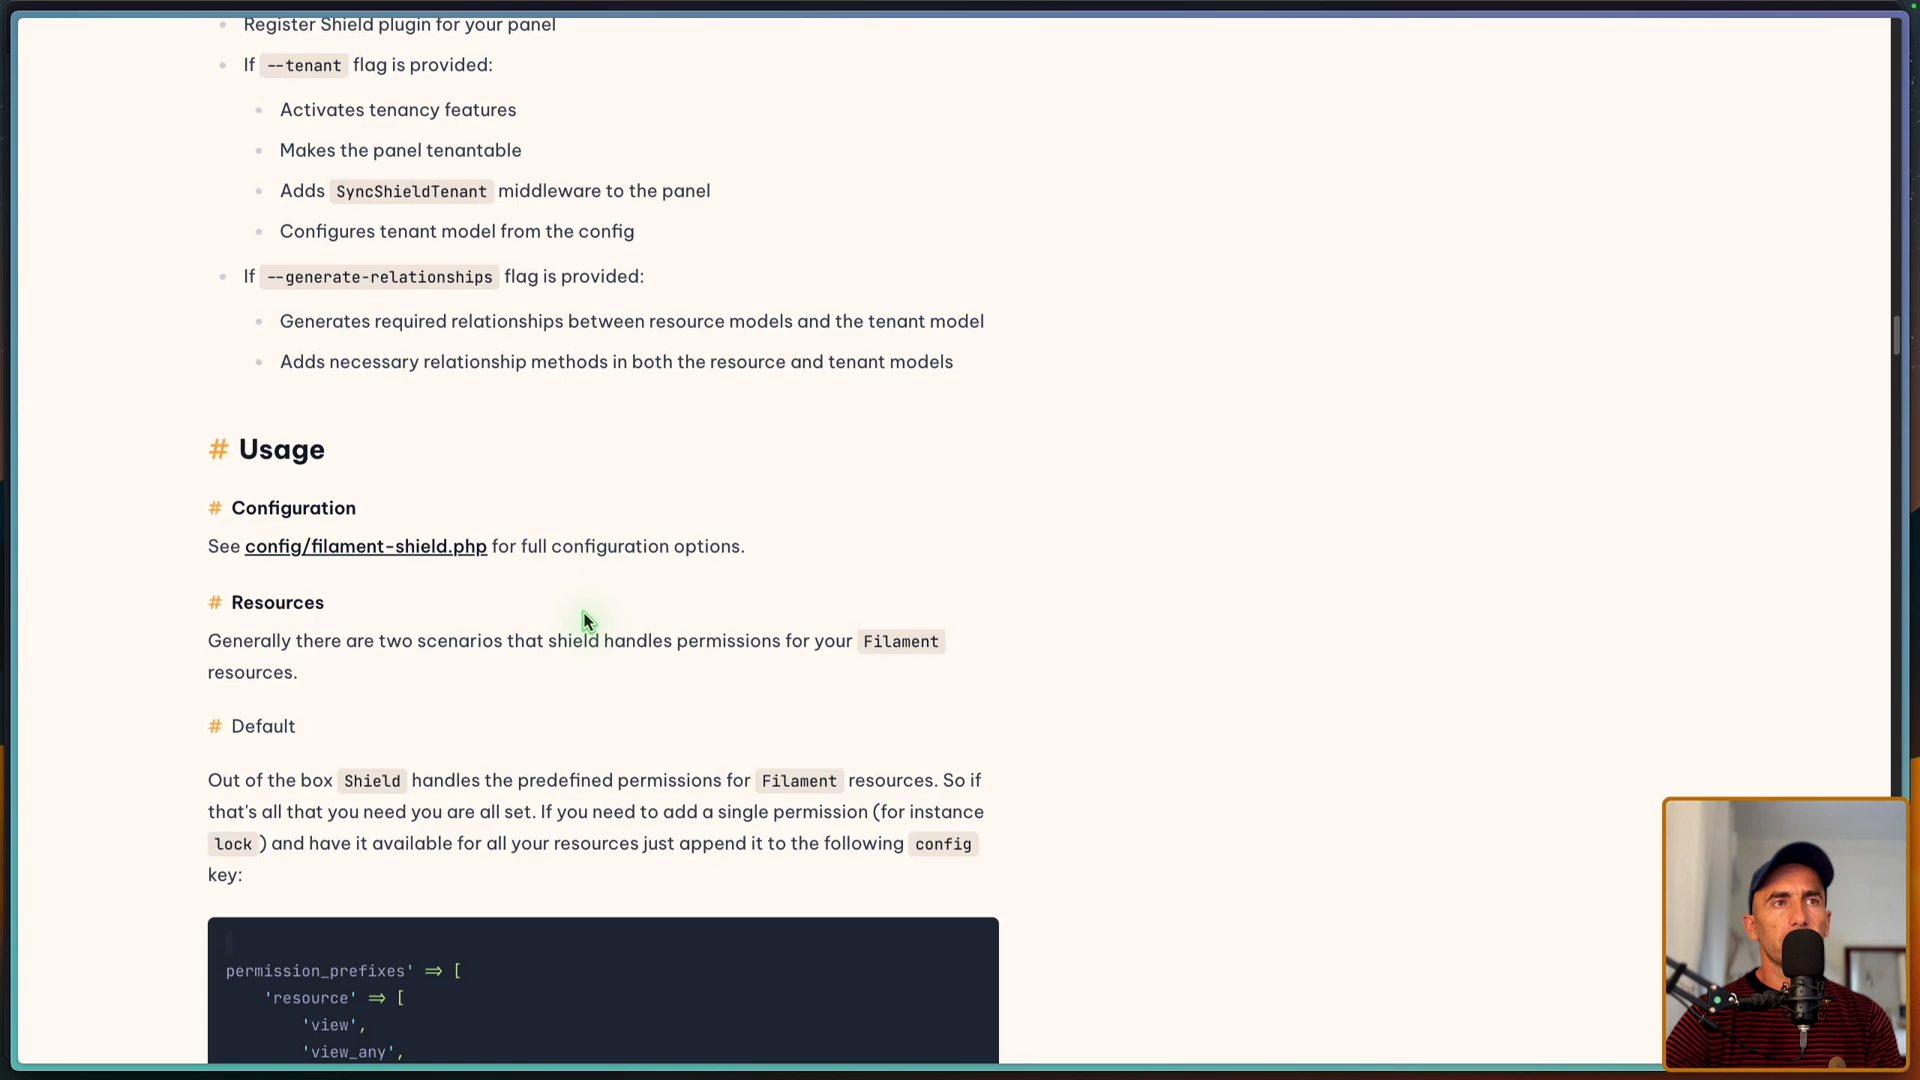 Register Shield plugin for your panel
If --tenant flag is provided:
Activates tenancy features
Makes the panel tenantable
Adds SyncShieldTenant middleware to the panel
Configures tenant model from the config
If --generate-relationships flag is provided:
Generates required relationships between resource models and the tenant model
Adds necessary relationship methods in both the resource and tenant models
# Usage
# Configuration
See config/filament-shield.php for full configuration options.
# Resources
Generally there are two scenarios that shield handles permissions for your Filament
resources.
# Default
Out of the box Shield handles the predefined permissions for Filament resources. So if
that's all that you need you are all set. If you need to add a single permission (for instance
lock ) and have it available for all your resources just append it to the following config
key:
permission_prefixes' => [
'resource' => [
'view',
'view_any',